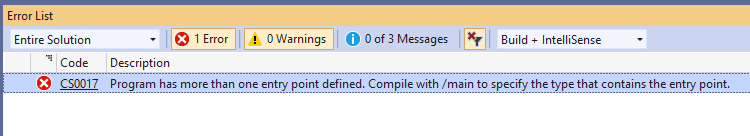 Error List
Entire Solution 1 Error 0 Warnings 0 of 3 Messages Build + IntelliSense
Code Description
CS0017 Program has more than one entry point defined. Compile with /main to specify the type that contains the entry point.